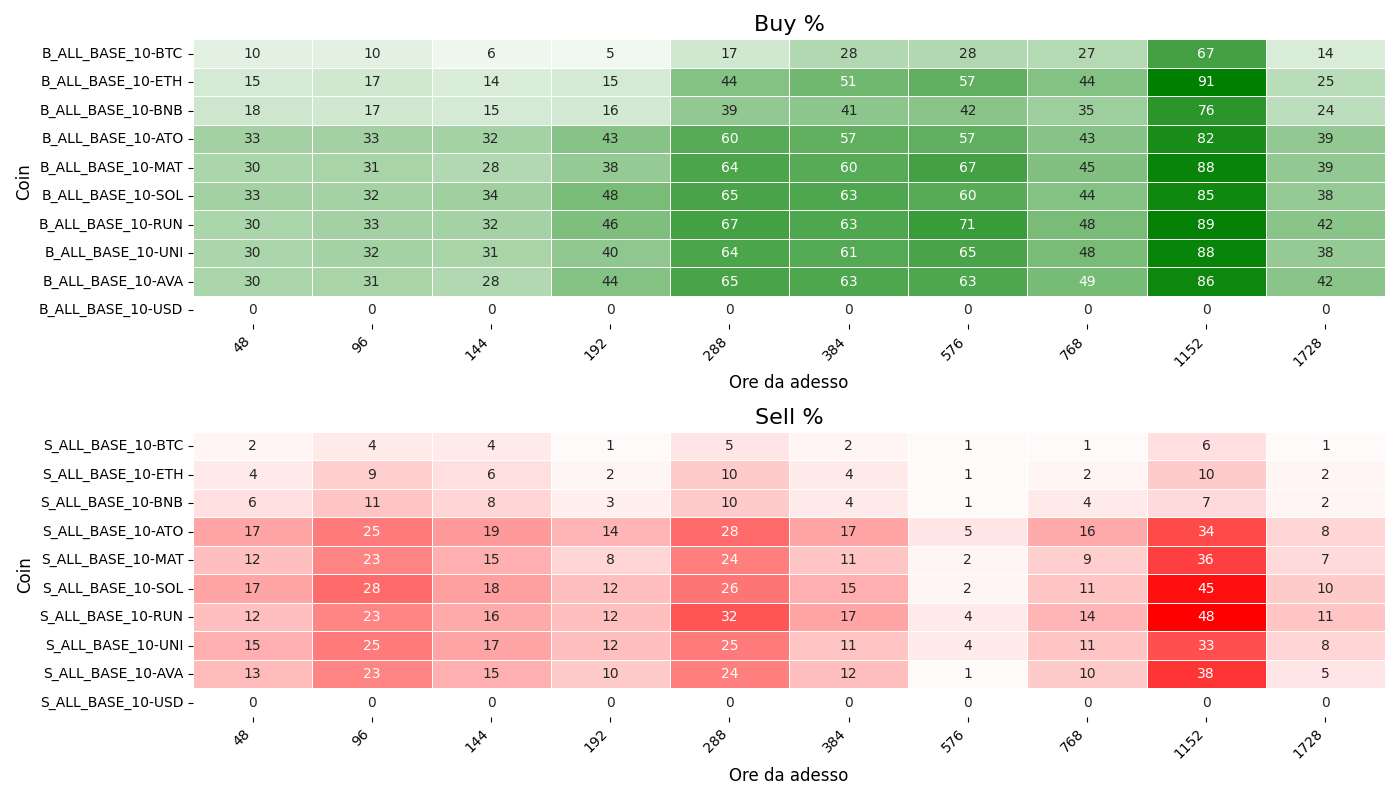 Buy %
Coin
B_ALL_BASE_10-BTC 10 10 6 5 17 28 28 27 67 14
B_ALL_BASE_10-ETH 15 17 14 15 44 51 57 44 91 25
B_ALL_BASE_10-BNB 18 17 15 16 39 41 42 35 76 24
B_ALL_BASE_10-ATO 33 33 32 43 60 57 57 43 82 39
B_ALL_BASE_10-MAT 30 31 28 38 64 60 67 45 88 39
B_ALL_BASE_10-SOL 33 32 34 48 65 63 60 44 85 38
B_ALL_BASE_10-RUN 30 33 32 46 67 63 71 48 89 42
B_ALL_BASE_10-UNI 30 32 31 40 64 61 65 48 88 38
B_ALL_BASE_10-AVA 30 31 28 44 65 63 63 49 86 42
B_ALL_BASE_10-USD 0 0 0 0 0 0 0 0 0 0
48 96 144 192 288 384 576 768 1152 1728
Ore da adesso
Sell %
Coin
S_ALL_BASE_10-BTC 2 4 4 1 5 2 1 1 6 1
S_ALL_BASE_10-ETH 4 9 6 2 10 4 1 2 10 2
S_ALL_BASE_10-BNB 6 11 8 3 10 4 1 4 7 2
S_ALL_BASE_10-ATO 17 25 19 14 28 17 5 16 34 8
S_ALL_BASE_10-MAT 12 23 15 8 24 11 2 9 36 7
S_ALL_BASE_10-SOL 17 28 18 12 26 15 2 11 45 10
S_ALL_BASE_10-RUN 12 23 16 12 32 17 4 14 48 11
S_ALL_BASE_10-UNI 15 25 17 12 25 11 4 11 33 8
S_ALL_BASE_10-AVA 13 23 15 10 24 12 1 10 38 5
S_ALL_BASE_10-USD 0 0 0 0 0 0 0 0 0 0
48 96 144 192 288 384 576 768 1152 1728
Ore da adesso